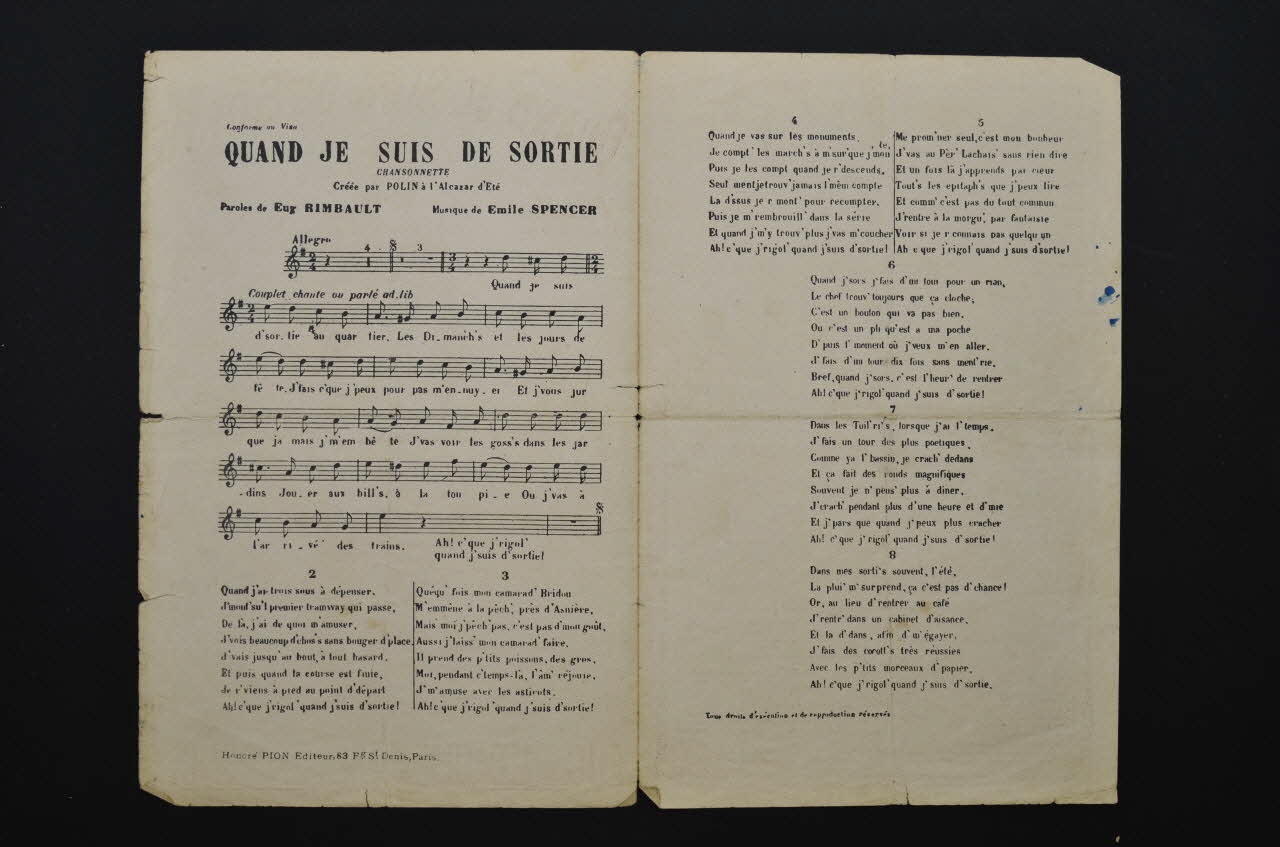 Conforme au Visa
QUAND JE SUIS DE SORTIE
CHANSONNETTE
Créée par POLIN à l'Alcazar d'Eté
Paroles de Eug RIMBAULT Musique de Emile SPENCER
Allegro
4 3
Quand je suis
Couplet chante ou parlé ad.lib
d'sor-tie au quar tier, Les Di-manch's et les jours de
fê te. J'fais c'que j'peux pour pas m'en-nuy-er Et j'vous jur
que ja mais j'm'em bê te J'vas voir les goss's dans les jar
-dins Jou-er aux bill's, à la tou pi-e Ou j'vas à
l'ar ri-vé' des trains. Ah! c'que j'rigol'
quand j'suis d'sortie!
2
Quand j'ai trois sous à dépenser,
J'mont' su' l' premier tramway qui passe,
De là, j'ai de quoi m'amuser,
J'vois beaucoup d'chos's sans bouger d'place,
J'vais jusqu'au bout, à tout hasard,
Et puis quand la course est finie,
Je r'viens à pied au point d'départ
Ah! c'que j'rigol' quand j'suis d'sortie!
3
Quéqu' fois mon camarad' Bridou
M'emmène à la pêch', près d'Asnière,
Mais moi j'pêch' pas, c'est pas d'mon goût,
Aussi j'laiss' mon camarad' faire,
Il prend des p'tits poissons, des gros,
Moi, pendant c'temps-là, l'âm' réjouie,
J'm'amuse avec les asticots,
Ah! c'que j'rigol' quand j'suis d'sortie!
Honoré PION Editeur, 63 Fg St Denis, Paris.
4
Quand je vas sur les monuments,
Je compt' les march's à m'sur' que j'mon te,
Puis je les compt quand je r'descends,
Seul'ment je trouv' jamais l'mêm compte
La d'ssus je r'mont' pour recompter,
Puis je m'rembrouill' dans la série
Et quand j'm'y trouv' plus j'vas m'coucher
Ah! c'que j'rigol' quand j'suis d'sortie!
5
Me prom'ner seul, c'est mon bonheur
J'vas au Pèr' Lachais' sans rien dire
Et un fois là j'apprends par cœur
Tout's les epitaph's que j'peux lire
Et comm' c'est pas du tout commun
J'rentre à la morgu', par fantaisie
Voir si je r'connais pas quelqu'un
Ah c'que j'rigol' quand j'suis d'sortie!
6
Quand j'sors j'fais d'un tour pour un rien,
Le chef trouv' toujours que ça cloche;
C'est un bouton qui va pas bien,
Ou c'est un pli qu'est a ma poche
D'puis l' moment où j'veux m'en aller,
J'fais d'mi tour dix fois sans ment'rie,
Bref, quand j'sors, c'est l'heur' de rentrer
Ah! c'que j'rigol' quand j'suis d'sortie!
7
Dans les Tuil'ri's, lorsque j'ai l'temps,
J'fais un tour des plus poetiques,
Comme ya l'bassin, je crach' dedans
Et ça fait des ronds magnifiques
Souvent je n'pens' plus à diner,
J'crach' pendant plus d'une heure et d'mie
Et j'pars que quand j'peux plus cracher
Ah! c'que j'rigol' quand j'suis d'sortie!
8
Dans mes sorti's souvent, l'été,
La plui' m'surprend, ça c'est pas d'chance!
Or, au lieu d'rentrer au café
J'rentr' dans un cabinet d'aisance,
Et la d'dans, afin d'm'égayer,
J'fais des coroll's très réussies
Avec les p'tits morceaux d'papier,
Ah! c'que j'rigol' quand j'suis d'sortie.
Tous droits d'exécution et de reproduction réservés